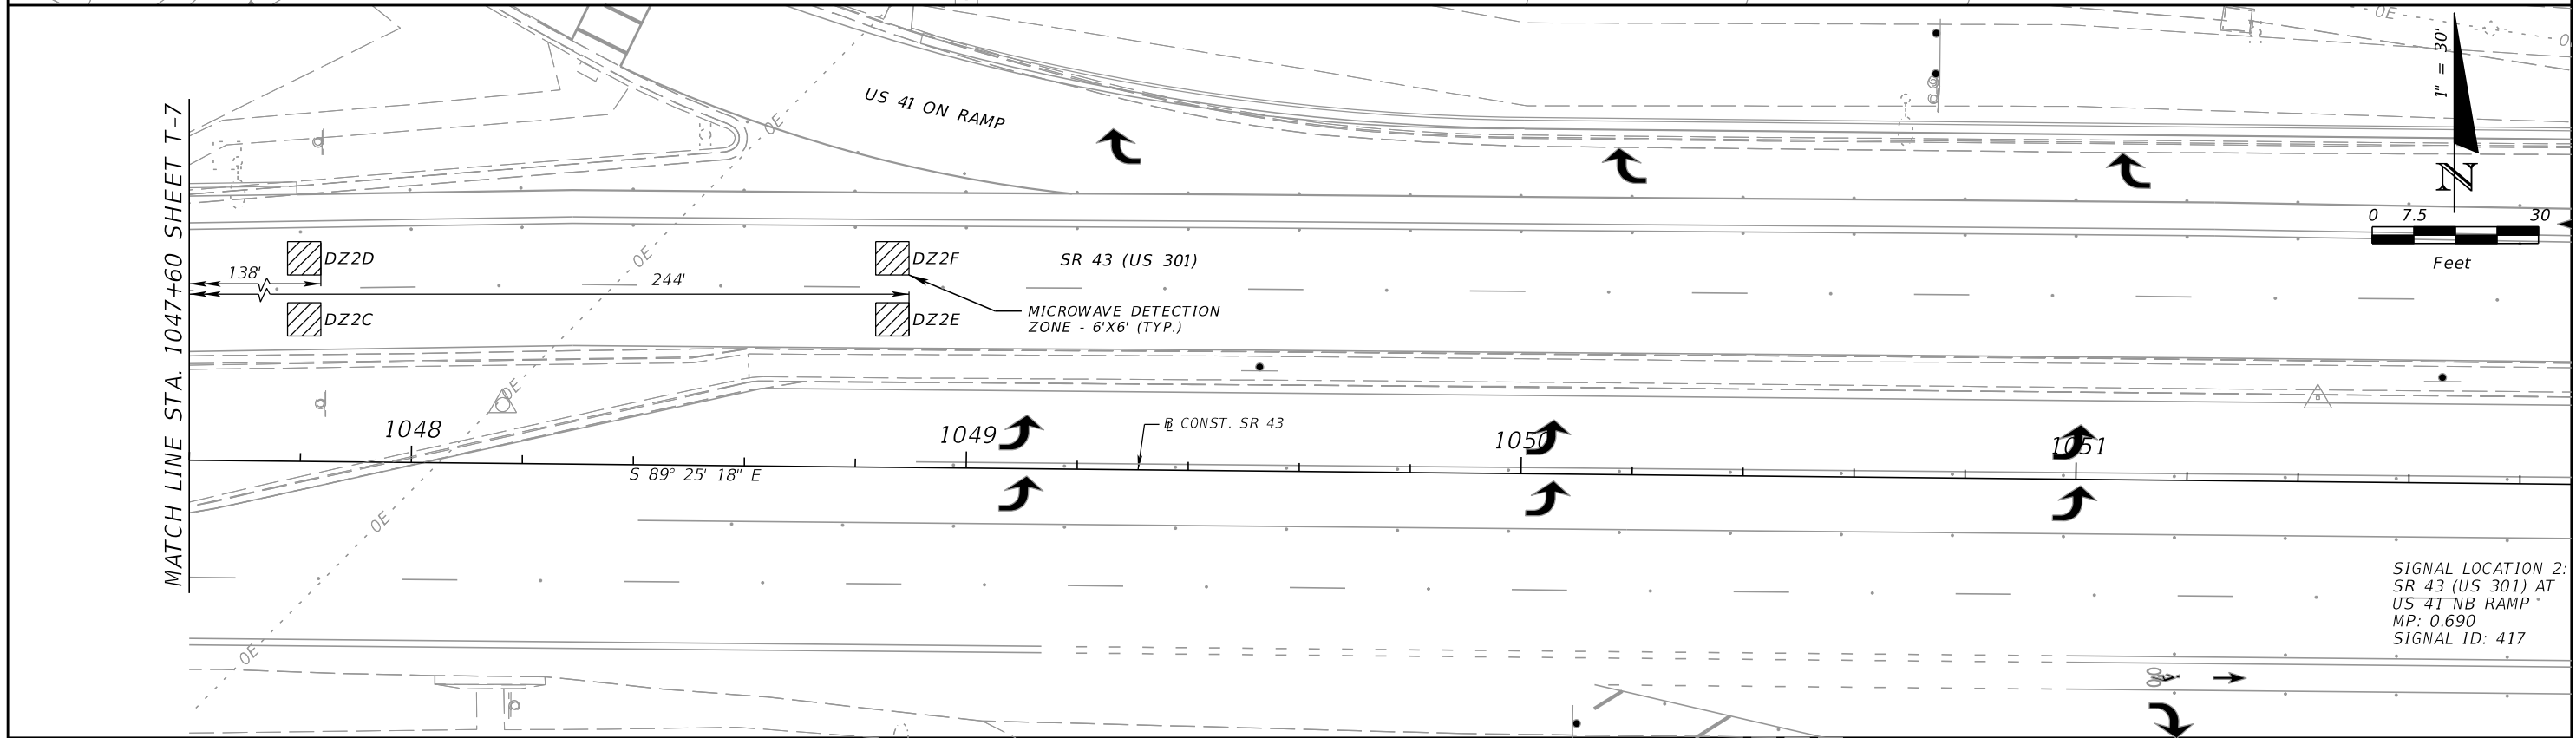 MATCH LINE STA. 1047+60 SHEET T-7
US 41 ON RAMP
OE
OE
OE
OE
OE
OE
OE
1" = 30'
N
0 7.5 30
Feet
DZ2D
DZ2F
SR 43 (US 301)
138'
244'
DZ2C
DZ2E
MICROWAVE DETECTION
ZONE - 6'X6' (TYP.)
1048
1049
1050
1051
BL CONST. SR 43
S 89° 25' 18" E
SIGNAL LOCATION 2:
SR 43 (US 301) AT
US 41 NB RAMP
MP: 0.690
SIGNAL ID: 417